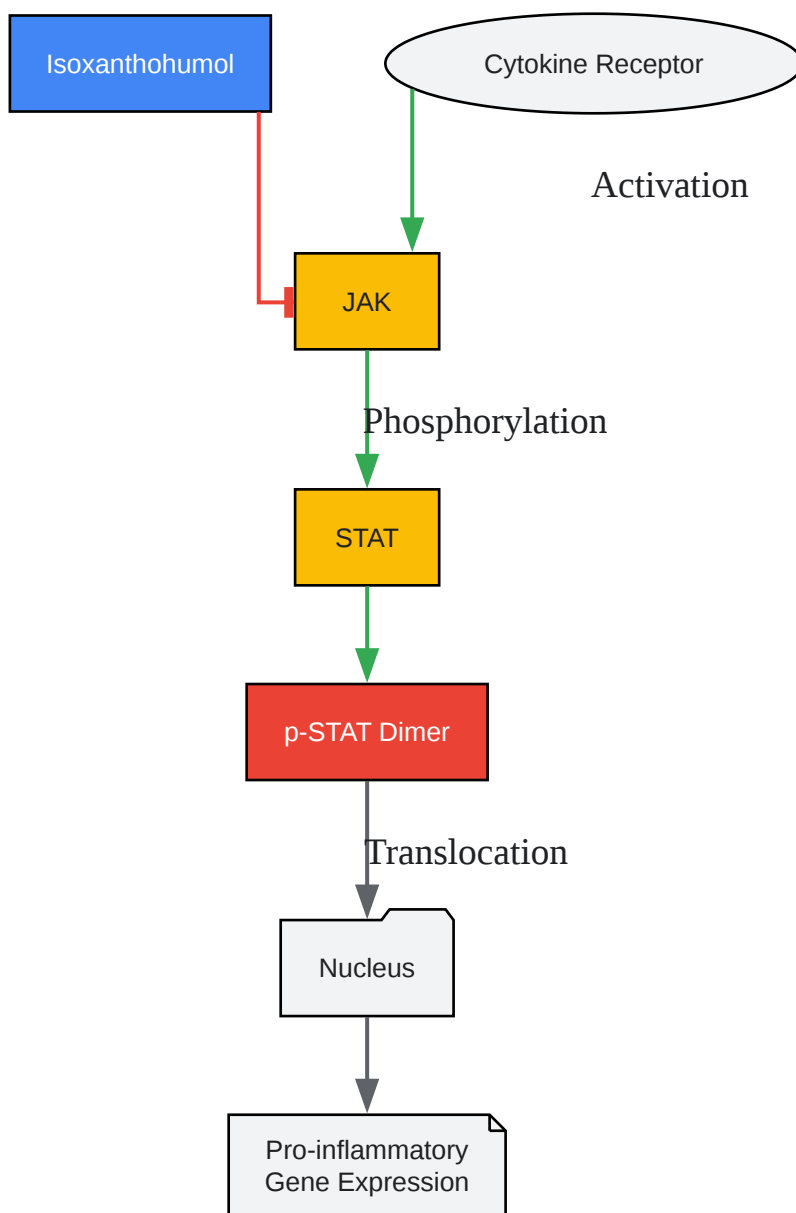 Isoxanthohumol
Cytokine Receptor
Activation
JAK
Phosphorylation
STAT
p-STAT Dimer
Translocation
Nucleus
Pro-inflammatory
Gene Expression